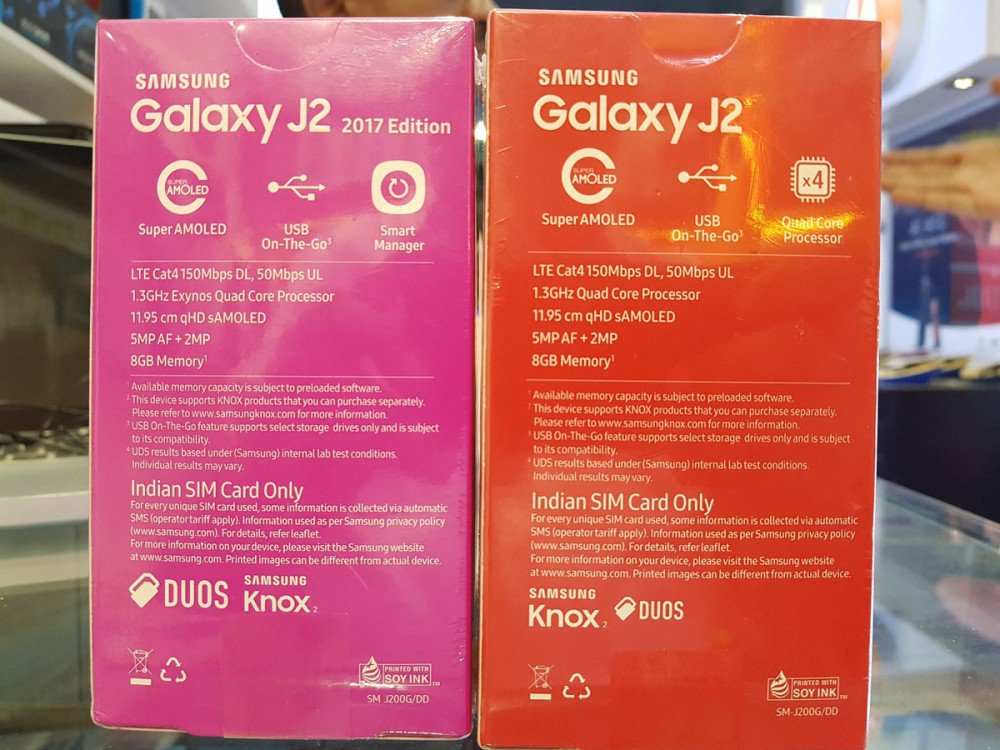 SAMSUNG
Galaxy J2 2017 Edition
SUPER
AMOLED
Super AMOLED
USB
On-The-Go³
Smart
Manager
LTE Cat4 150Mbps DL, 50Mbps UL
1.3GHz Exynos Quad Core Processor
11.95 cm qHD sAMOLED
5MP AF + 2MP
8GB Memory¹
¹ Available memory capacity is subject to preloaded software.
² This device supports KNOX products that you can purchase separately.
Please refer to www.samsungknox.com for more information.
³ USB On-The-Go feature supports select storage drives only and is subject
to its compatibility.
⁴ UDS results based under (Samsung) internal lab test conditions.
Individual results may vary.
Indian SIM Card Only
For every unique SIM card used, some information is collected via automatic
SMS (operator tariff apply). Information used as per Samsung privacy policy
(www.samsung.com). For details, refer leaflet.
For more information on your device, please visit the Samsung website
at www.samsung.com. Printed images can be different from actual device.
DUOS
SAMSUNG
Knox 2
PRINTED WITH
SOY INK TM
SM-J200G/DD
SAMSUNG
Galaxy J2
SUPER
AMOLED
Super AMOLED
USB
On-The-Go³
x4
Quad Core
Processor
LTE Cat4 150Mbps DL, 50Mbps UL
1.3GHz Quad Core Processor
11.95 cm qHD sAMOLED
5MP AF + 2MP
8GB Memory¹
¹ Available memory capacity is subject to preloaded software.
² This device supports KNOX products that you can purchase separately.
Please refer to www.samsungknox.com for more information.
³ USB On-The-Go feature supports select storage drives only and is subject
to its compatibility.
⁴ UDS results based under (Samsung) internal lab test conditions.
Individual results may vary.
Indian SIM Card Only
For every unique SIM card used, some information is collected via automatic
SMS (operator tariff apply). Information used as per Samsung privacy policy
(www.samsung.com). For details, refer leaflet.
For more information on your device, please visit the Samsung website
at www.samsung.com. Printed images can be different from actual device.
SAMSUNG
Knox 2
DUOS
PRINTED WITH
SOY INK TM
SM-J200G/DD